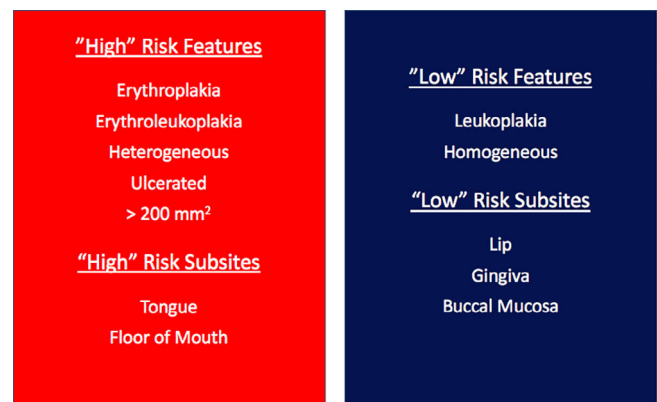 ”High” Risk Features
Erythroplakia
Erythroleukoplakia
Heterogeneous
Ulcerated
> 200 mm²
“High” Risk Subsites
Tongue
Floor of Mouth
”Low” Risk Features
Leukoplakia
Homogeneous
“Low” Risk Subsites
Lip
Gingiva
Buccal Mucosa